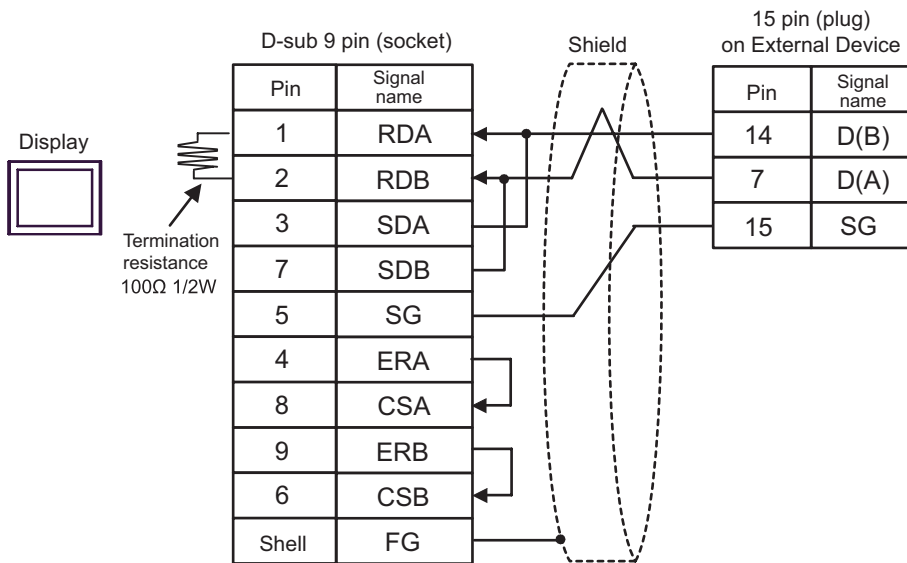 15 pin (plug)
on External Device
D-sub 9 pin (socket)
Shield
Pin
Signal
name
1
RDA
2
RDB
3
SDA
7
SDB
5
SG
4
ERA
8
CSA
9
ERB
6
CSB
Shell
FG
Pin
Signal
name
14
D(B)
7
D(A)
15
SG
Display
Termination
resistance
100Ω 1/2W